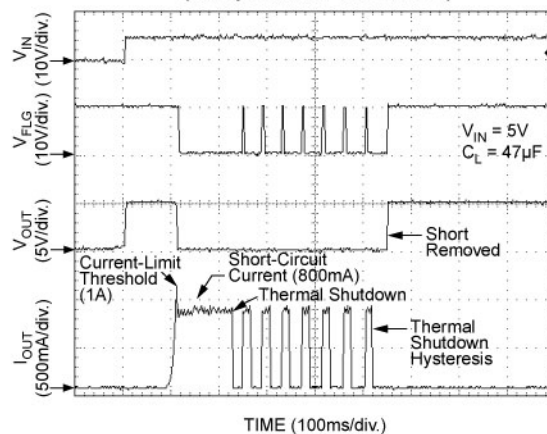 V_IN
(10V/div.)
V_FLG
(10V/div.)
V_IN = 5V
C_L = 47µF
V_OUT
(5V/div.)
Short
Removed
Current-Limit
Threshold
(1A)
Short-Circuit
Current (800mA)
Thermal Shutdown
I_OUT
(500mA/div.)
Thermal
Shutdown
Hysteresis
TIME (100ms/div.)